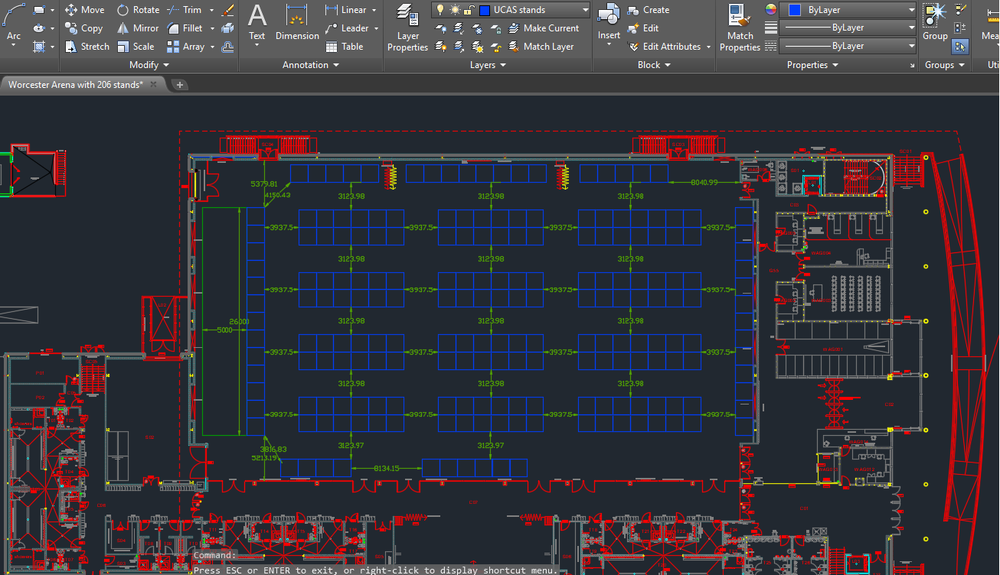 Move
Rotate
Trim
Linear
UCAS stands
Create
ByLayer
Arc
Copy
Mirror
Fillet
Text
Dimension
Leader
Layer
Properties
Make Current
Insert
Edit
Match
Properties
ByLayer
Group
Mea
Stretch
Scale
Array
Table
Match Layer
Edit Attributes
ByLayer
Modify
Annotation
Layers
Block
Properties
Groups
Uti
Worcester Arena with 206 stands*
5379.81
4150.43
3123.98
3123.98
3123.98
8040.99
3937.5
3937.5
3937.5
3937.5
3123.98
3123.98
3123.98
3937.5
3937.5
3937.5
3937.5
26000
5000
3123.98
3123.98
3123.98
3937.5
3937.5
3937.5
3937.5
3123.98
3123.98
3123.98
3937.5
3937.5
3937.5
3937.5
3816.83
5213.19
3123.97
3123.97
8134.15
Command:
Press ESC or ENTER to exit, or right-click to display shortcut menu.